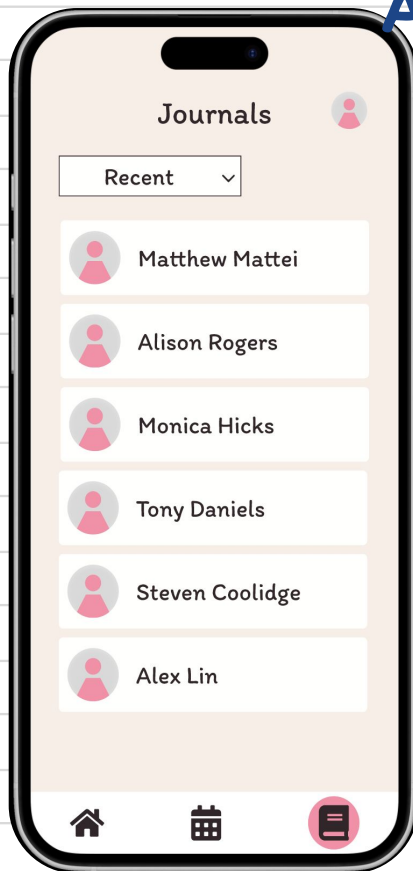 Journals
Recent
Matthew Mattei
Alison Rogers
Monica Hicks
Tony Daniels
Steven Coolidge
Alex Lin